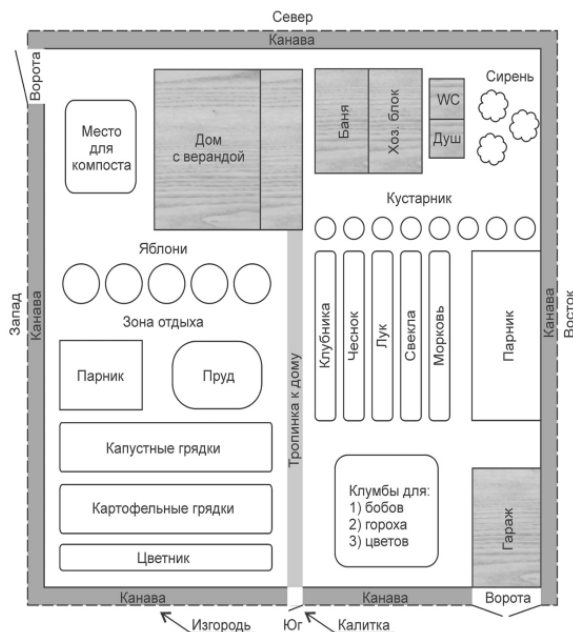 Север
Канава
Ворота
Сирень
Место
для
компоста
Дом
с верандой
Баня
Хоз. блок
WC
Душ
Кустарник
Яблони
Запад
Канава
Зона отдыха
Парник
Пруд
Тропинка к дому
Клубника
Чеснок
Лук
Свекла
Морковь
Парник
Канава
Восток
Капустные грядки
Картофельные грядки
Цветник
Клумбы для:
1) бобов
2) гороха
3) цветов
Гараж
Канава
Канава
Ворота
Изгородь
Юг
Калитка